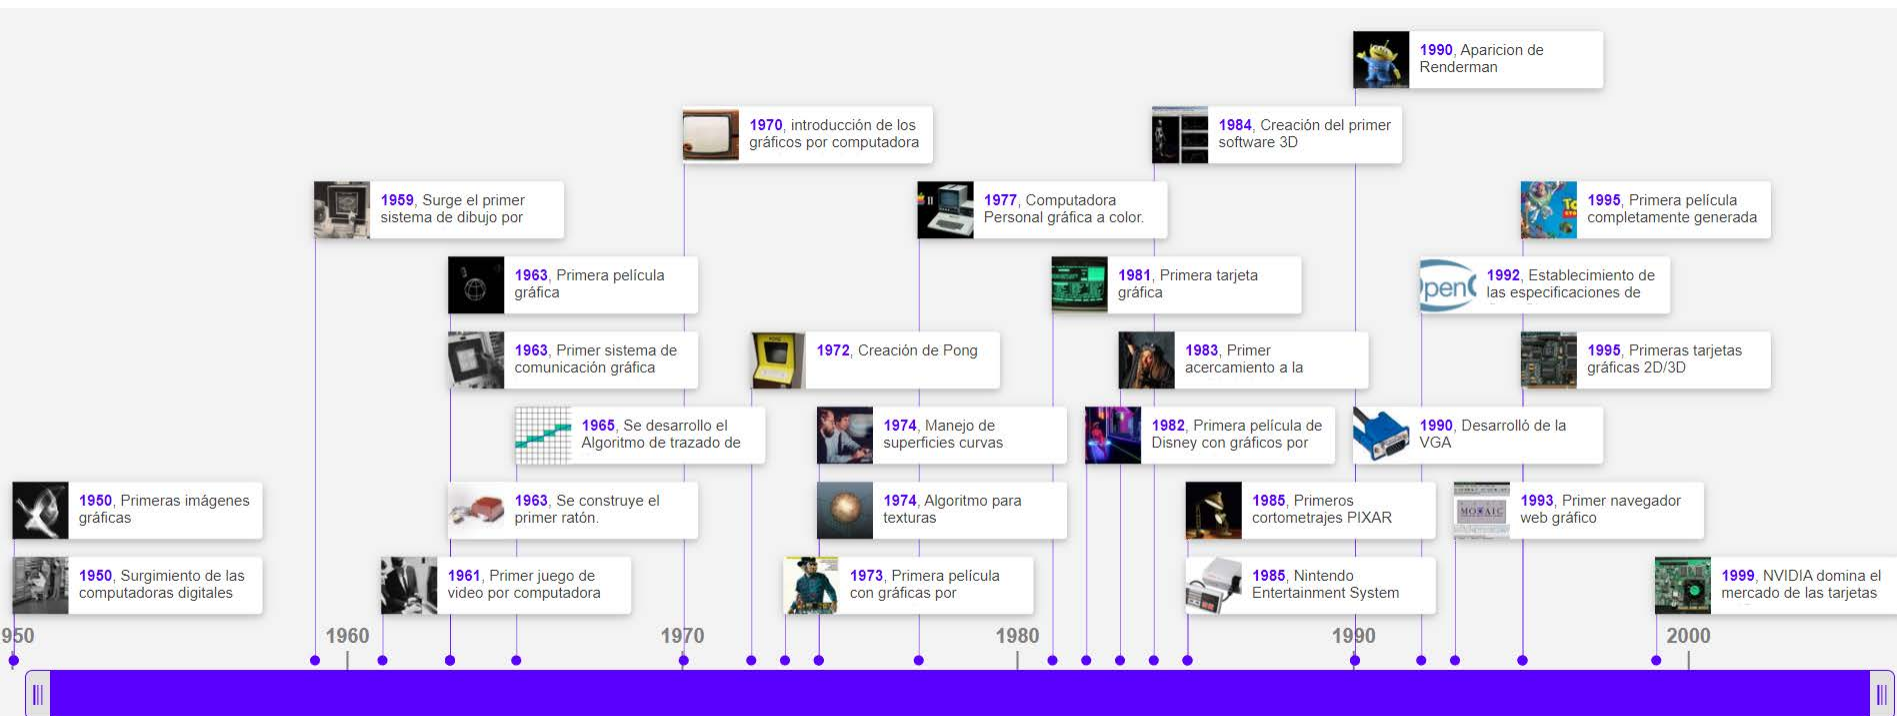 1990, Aparicion de
Renderman
1970, introducción de los
gráficos por computadora
1984, Creación del primer
software 3D
1959, Surge el primer
sistema de dibujo por
1977, Computadora
Personal gráfica a color.
1995, Primera película
completamente generada
1963, Primera película
gráfica
1981, Primera tarjeta
gráfica
1992, Establecimiento de
las especificaciones de
1963, Primer sistema de
comunicación gráfica
1972, Creación de Pong
1983, Primer
acercamiento a la
1995, Primeras tarjetas
gráficas 2D/3D
1965, Se desarrollo el
Algoritmo de trazado de
1974, Manejo de
superficies curvas
1982, Primera película de
Disney con gráficos por
1990, Desarrolló de la
VGA
1950, Primeras imágenes
gráficas
1963, Se construye el
primer ratón.
1974, Algoritmo para
texturas
1985, Primeros
cortometrajes PIXAR
MOSAIC
1993, Primer navegador
web gráfico
1950, Surgimiento de las
computadoras digitales
1961, Primer juego de
video por computadora
1973, Primera película
con gráficas por
1985, Nintendo
Entertainment System
1999, NVIDIA domina el
mercado de las tarjetas
950 1960 1970 1980 1990 2000